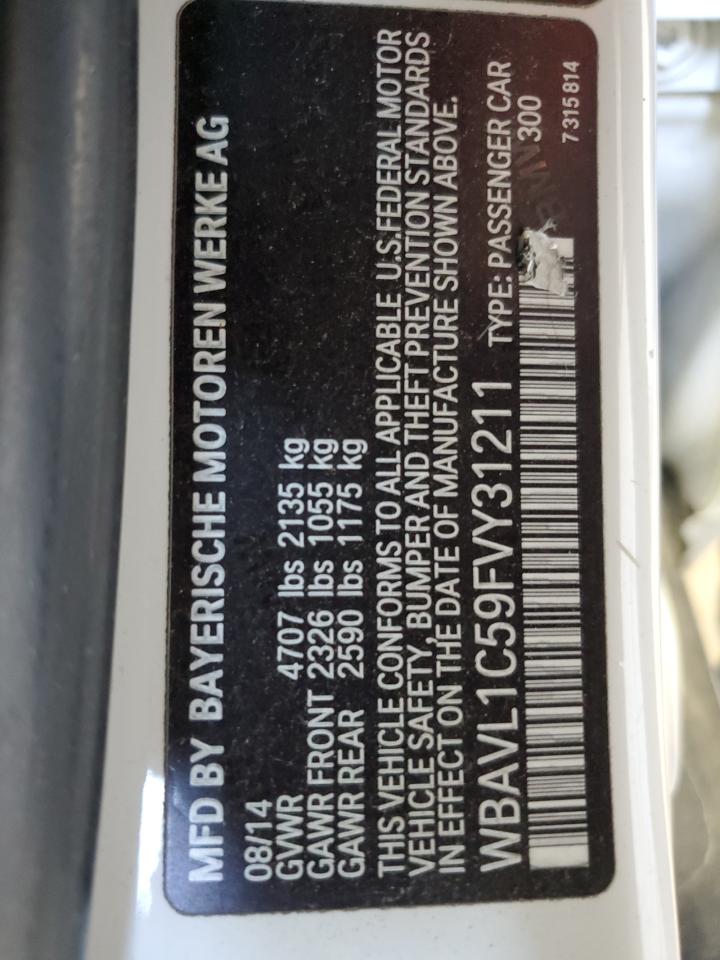 MFD BY BAYERISCHE MOTOREN WERKE AG
08/14
GVWR 4707 lbs 2135 kg
GAWR FRONT 2326 lbs 1055 kg
GAWR REAR 2590 lbs 1175 kg
THIS VEHICLE CONFORMS TO ALL APPLICABLE U.S. FEDERAL MOTOR
VEHICLE SAFETY, BUMPER AND THEFT PREVENTION STANDARDS
IN EFFECT ON THE DATE OF MANUFACTURE SHOWN ABOVE.
WBAVL1C59FVY31211 TYPE: PASSENGER CAR
300
7 315 814